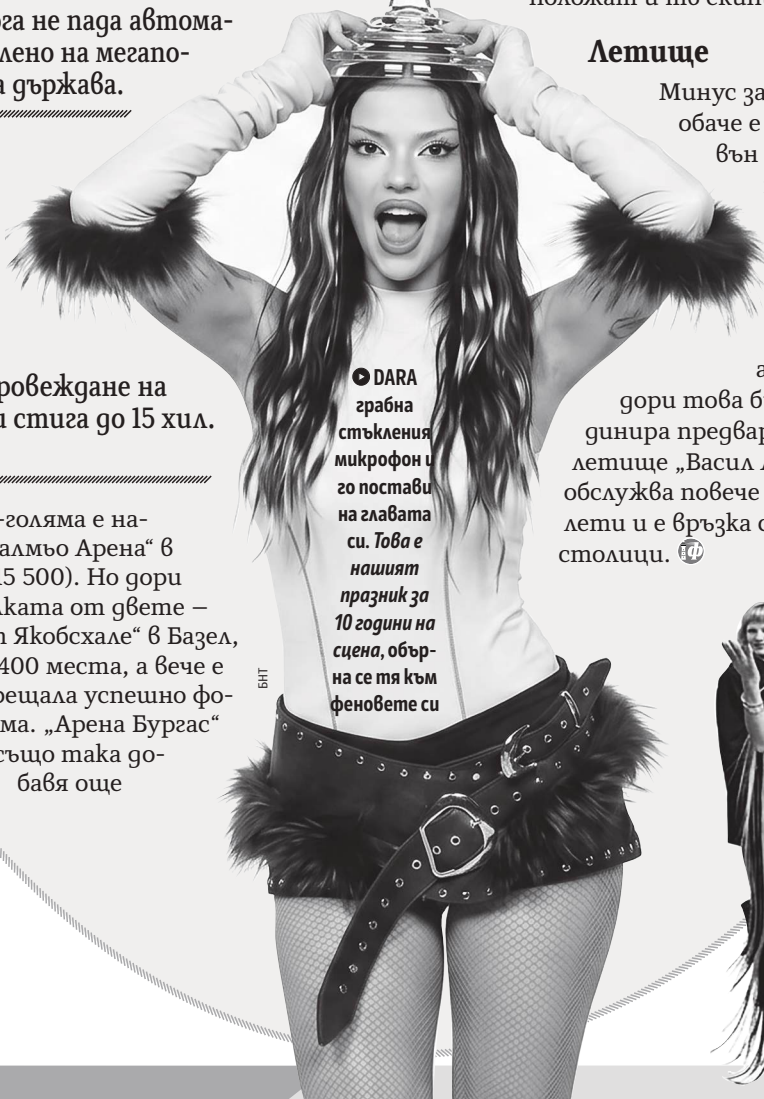 ога не пада автома-
лено на мегапо-
а държава.
ровеждане на
и стига до 15 хил.
-голяма е на-
алмьо Арена“ в
15 500). Но дори
лката от двете –
т Якобсхале“ в Базел,
400 места, а вече е
рещала успешно фо-
ма. „Арена Бургас“
също така до-
бавя още
БНТ
DARA
грабна
стъкления
микрофон и
го постави
на главата
си. Това е
нашият
празник за
10 години на
сцена, обър-
на се тя към
феновете си
Летище
Минус за
обаче е
вън
а
дори това б
динира предвар
летище „Васил Л
обслужва повече
лети и е връзка с
столици.